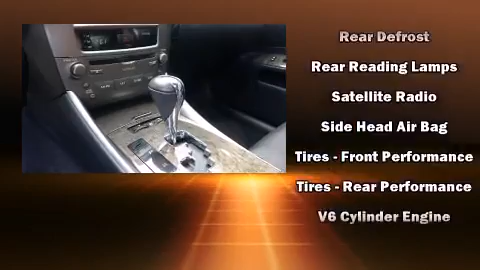 Rear Defrost
Rear Reading Lamps
Satellite Radio
Side Head Air Bag
Tires - Front Performance
Tires - Rear Performance
V6 Cylinder Engine